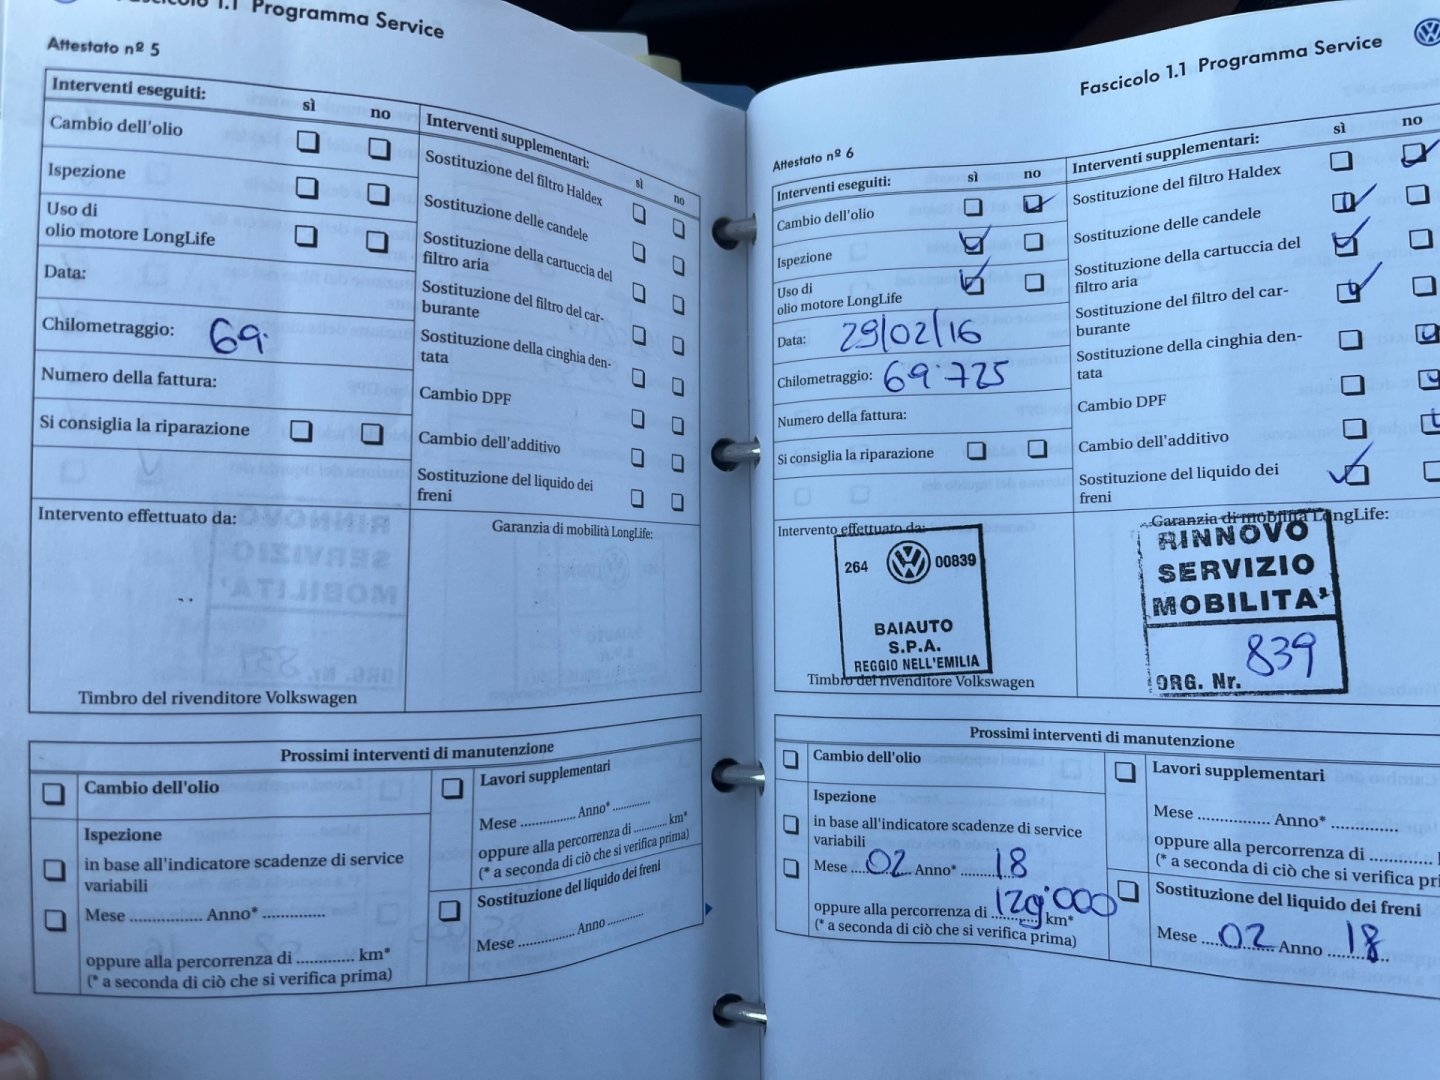 Fascicolo 1.1 Programma Service
Attestato nº 5
Interventi eseguiti:
sì
no
Cambio dell'olio
Ispezione
Uso di
olio motore LongLife
Data:
Chilometraggio: 69.
Numero della fattura:
Si consiglia la riparazione
Interventi supplementari:
sì
no
Sostituzione del filtro Haldex
Sostituzione delle candele
Sostituzione della cartuccia del
filtro aria
Sostituzione del filtro del car-
burante
Sostituzione della cinghia den-
tata
Cambio DPF
Cambio dell'additivo
Sostituzione del liquido dei
freni
Intervento effettuato da:
Timbro del rivenditore Volkswagen
Garanzia di mobilità LongLife:
Prossimi interventi di manutenzione
Cambio dell'olio
Ispezione
in base all'indicatore scadenze di service
variabili
Mese ............... Anno* .............
oppure alla percorrenza di ............ km*
(* a seconda di ciò che si verifica prima)
Lavori supplementari
Mese ............... Anno* .............
oppure alla percorrenza di ............ km*
(* a seconda di ciò che si verifica prima)
Sostituzione del liquido dei freni
Mese ............... Anno .............
Fascicolo 1.1 Programma Service
Attestato nº 6
Interventi eseguiti:
sì
no
Cambio dell'olio
Ispezione
Uso di
olio motore LongLife
Data: 29/02/16
Chilometraggio: 69.725
Numero della fattura:
Si consiglia la riparazione
Interventi supplementari:
sì
no
Sostituzione del filtro Haldex
Sostituzione delle candele
Sostituzione della cartuccia del
filtro aria
Sostituzione del filtro del car-
burante
Sostituzione della cinghia den-
tata
Cambio DPF
Cambio dell'additivo
Sostituzione del liquido dei
freni
Intervento effettuato da:
264 00839
BAIAUTO
S.P.A.
REGGIO NELL'EMILIA
Timbro del rivenditore Volkswagen
Garanzia di mobilità LongLife:
RINNOVO
SERVIZIO
MOBILITA'
839
ORG. Nr.
Prossimi interventi di manutenzione
Cambio dell'olio
Ispezione
in base all'indicatore scadenze di service
variabili
Mese ...02... Anno* ...18
oppure alla percorrenza di 129.000 km*
(* a seconda di ciò che si verifica prima)
Lavori supplementari
Mese ............... Anno* .............
oppure alla percorrenza di ............
(* a seconda di ciò che si verifica
Sostituzione del liquido dei freni
Mese ...02... Anno ...18...